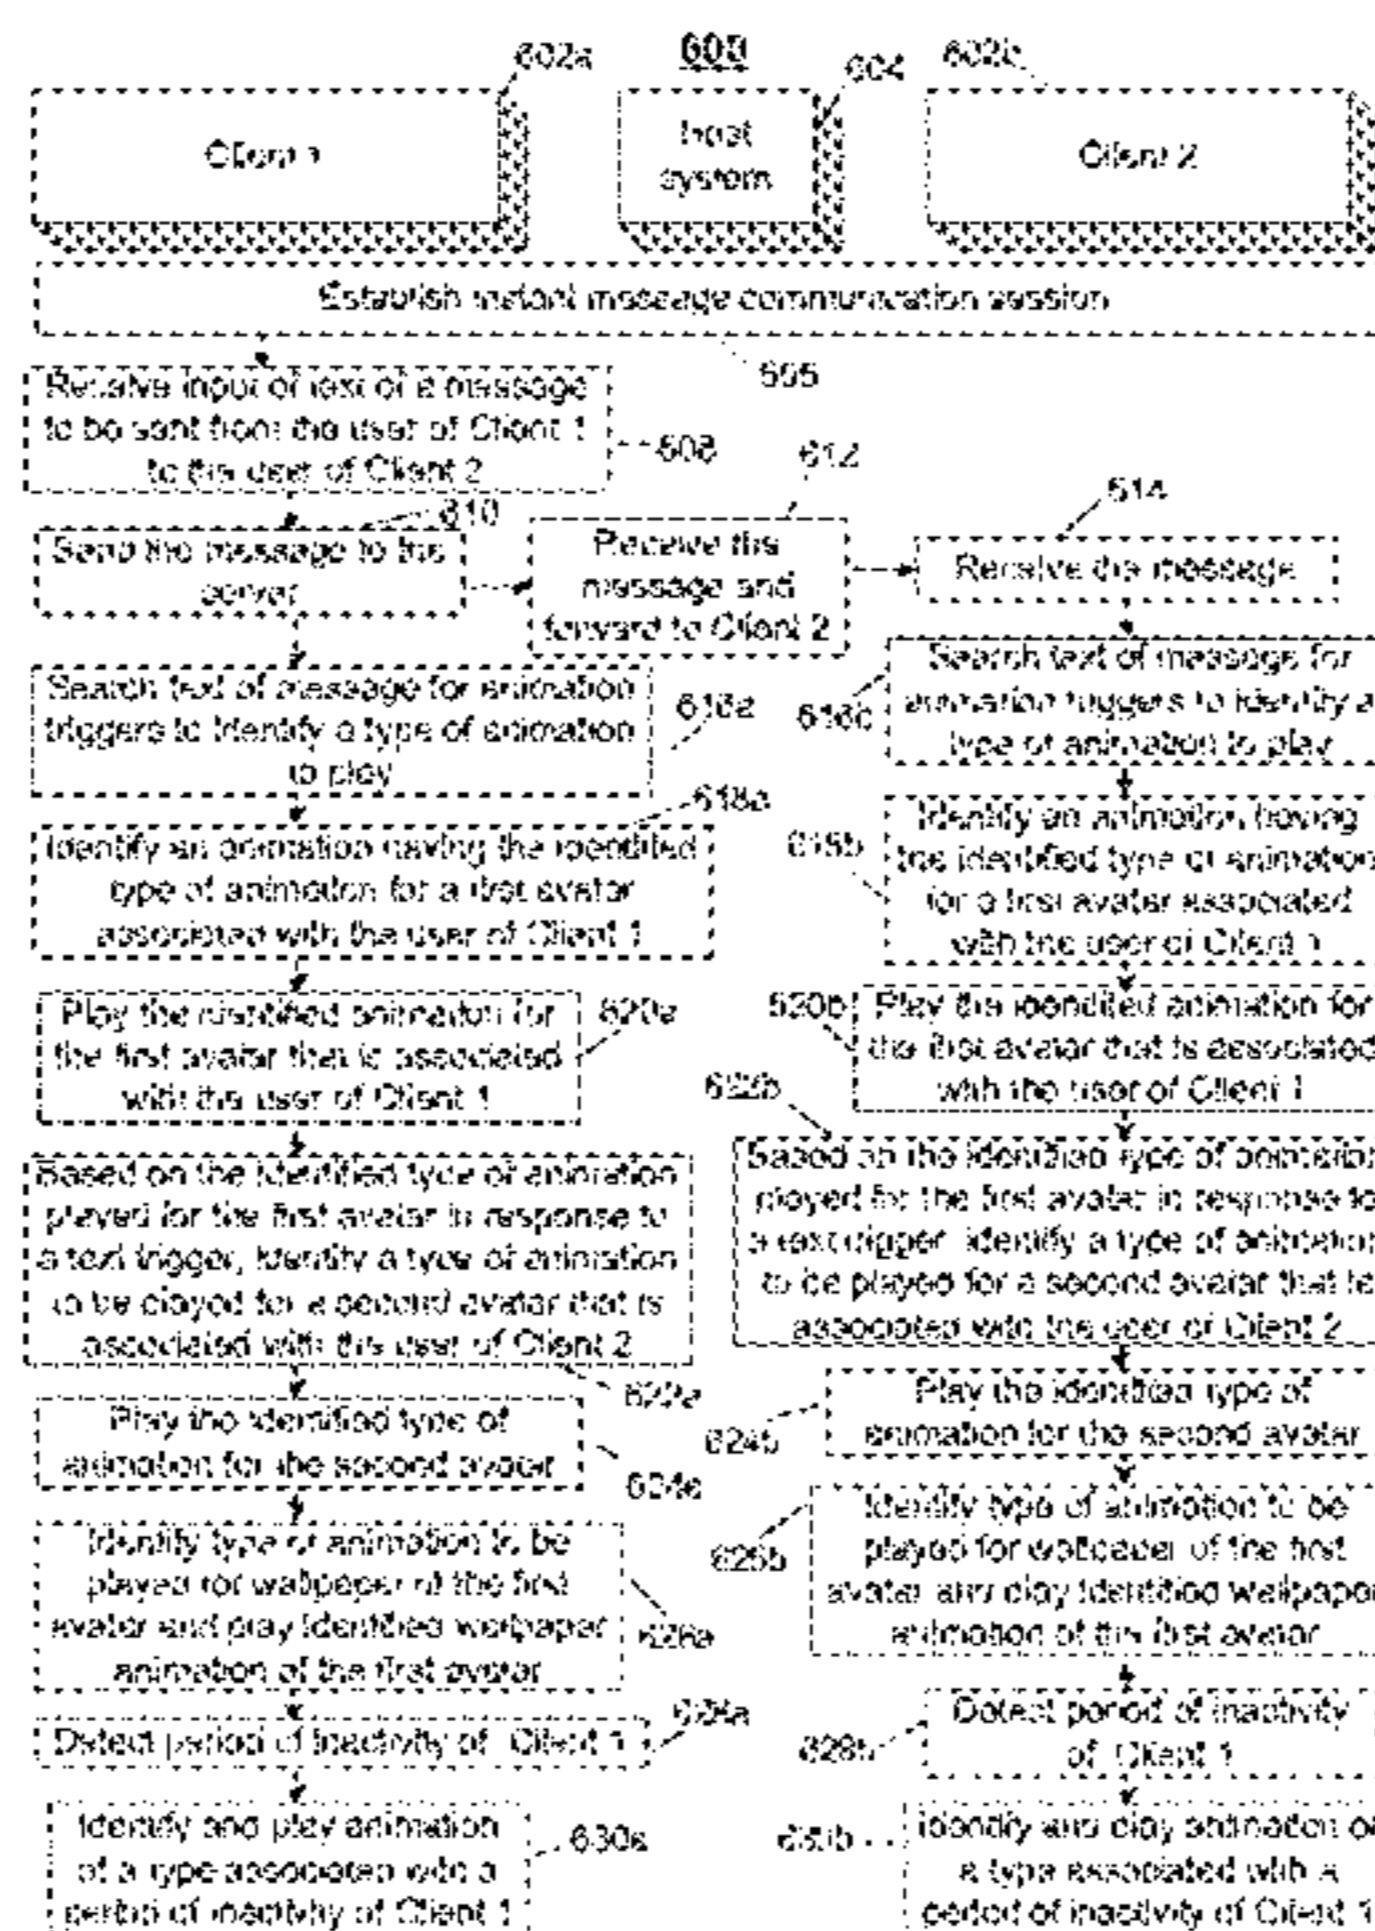 600
602a
604
602b
Client 1
host
system
Client 2
Establish instant message communication session
Receive input of text of a message
to be sent from the user of Client 1
to the user of Client 2
608
612
614
610
Send the message to the
server
Receive the
message and
forward to Client 2
Receive the message
Search text of message for animation
triggers to identify a type of animation
to play
616a
Search text of message for
animation triggers to identify a
type of animation to play
618a
Identify an animation having the identified
type of animation for a first avatar
associated with the user of Client 1
Identify an animation having
the identified type of animation
for a first avatar associated
with the user of Client 1
Play the identified animation for
the first avatar that is associated
with the user of Client 1
620a
Play the identified animation for
the first avatar that is associated
with the user of Client 1
622b
Based on the identified type of animation
played for the first avatar in response to
a text trigger, identify a type of animation
to be played for a second avatar that is
associated with the user of Client 2
622a
Based on the identified type of animation
played for the first avatar in response to
a text trigger identify a type of animation
to be played for a second avatar that is
associated with the user of Client 2
Play the identified type of
animation for the second avatar
624b
Play the identified type of
animation for the second avatar
Identify type of animation to be
played for wallpaper of the first
avatar and play identified wallpaper
animation of the first avatar
626a
626b
Identify type of animation to be
played for wallpaper of the first
avatar and play identified wallpaper
animation of the first avatar
Detect period of inactivity of Client 1
628b
Detect period of inactivity
of Client 1
Identify and play animation
of a type associated with a
period of inactivity of Client 1
630a
630b
Identify and play animation of
a type associated with a
period of inactivity of Client 1